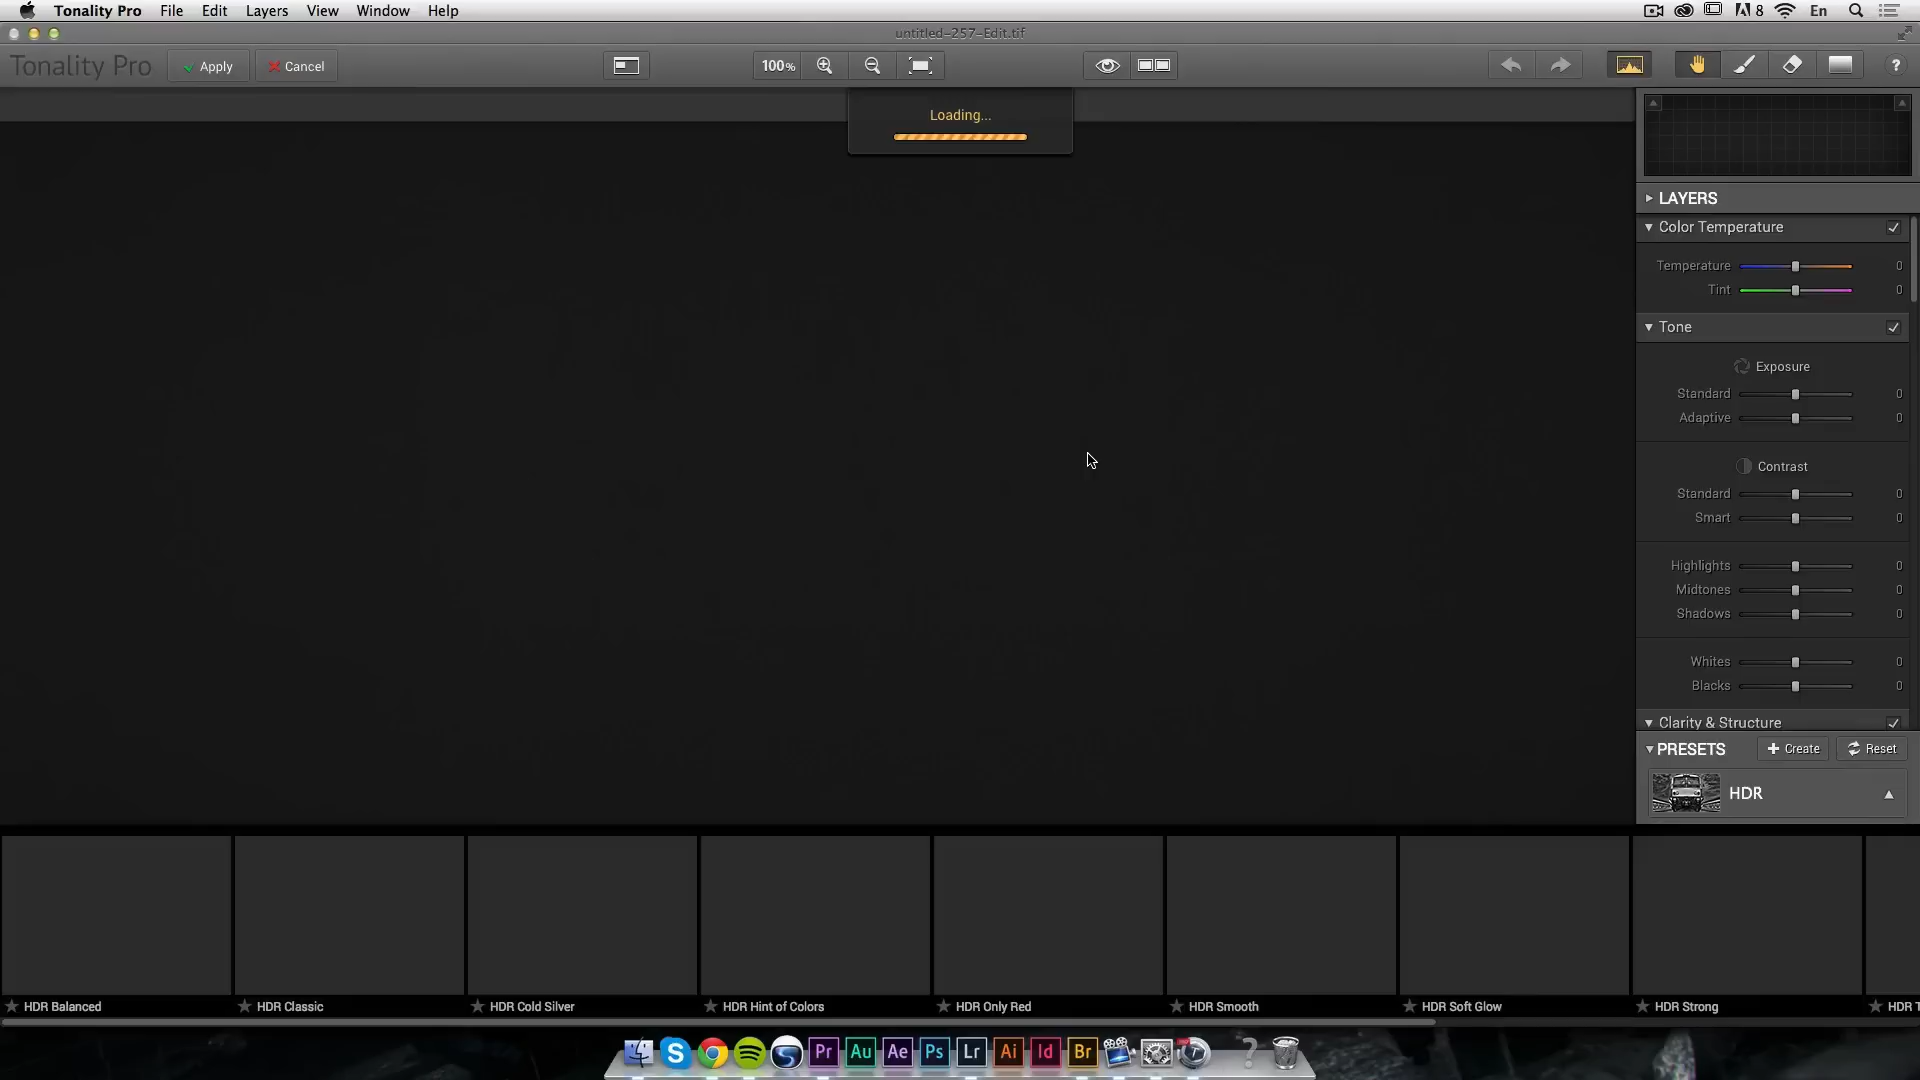 Tonality Pro File Edit Layers View Window Help 8 En
untitled-257-Edit.tif
Tonality Pro Apply Cancel 100% ?
Loading...
LAYERS
Color Temperature
Temperature 0
Tint 0
Tone
Exposure
Standard 0
Adaptive 0
Contrast
Standard 0
Smart 0
Highlights 0
Midtones 0
Shadows 0
Whites 0
Blacks 0
Clarity & Structure
PRESETS + Create Reset
HDR
HDR Balanced HDR Classic HDR Cold Silver HDR Hint of Colors HDR Only Red HDR Smooth HDR Soft Glow HDR Strong HDR T
Pr Au Ae Ps Lr Ai Id Br ?